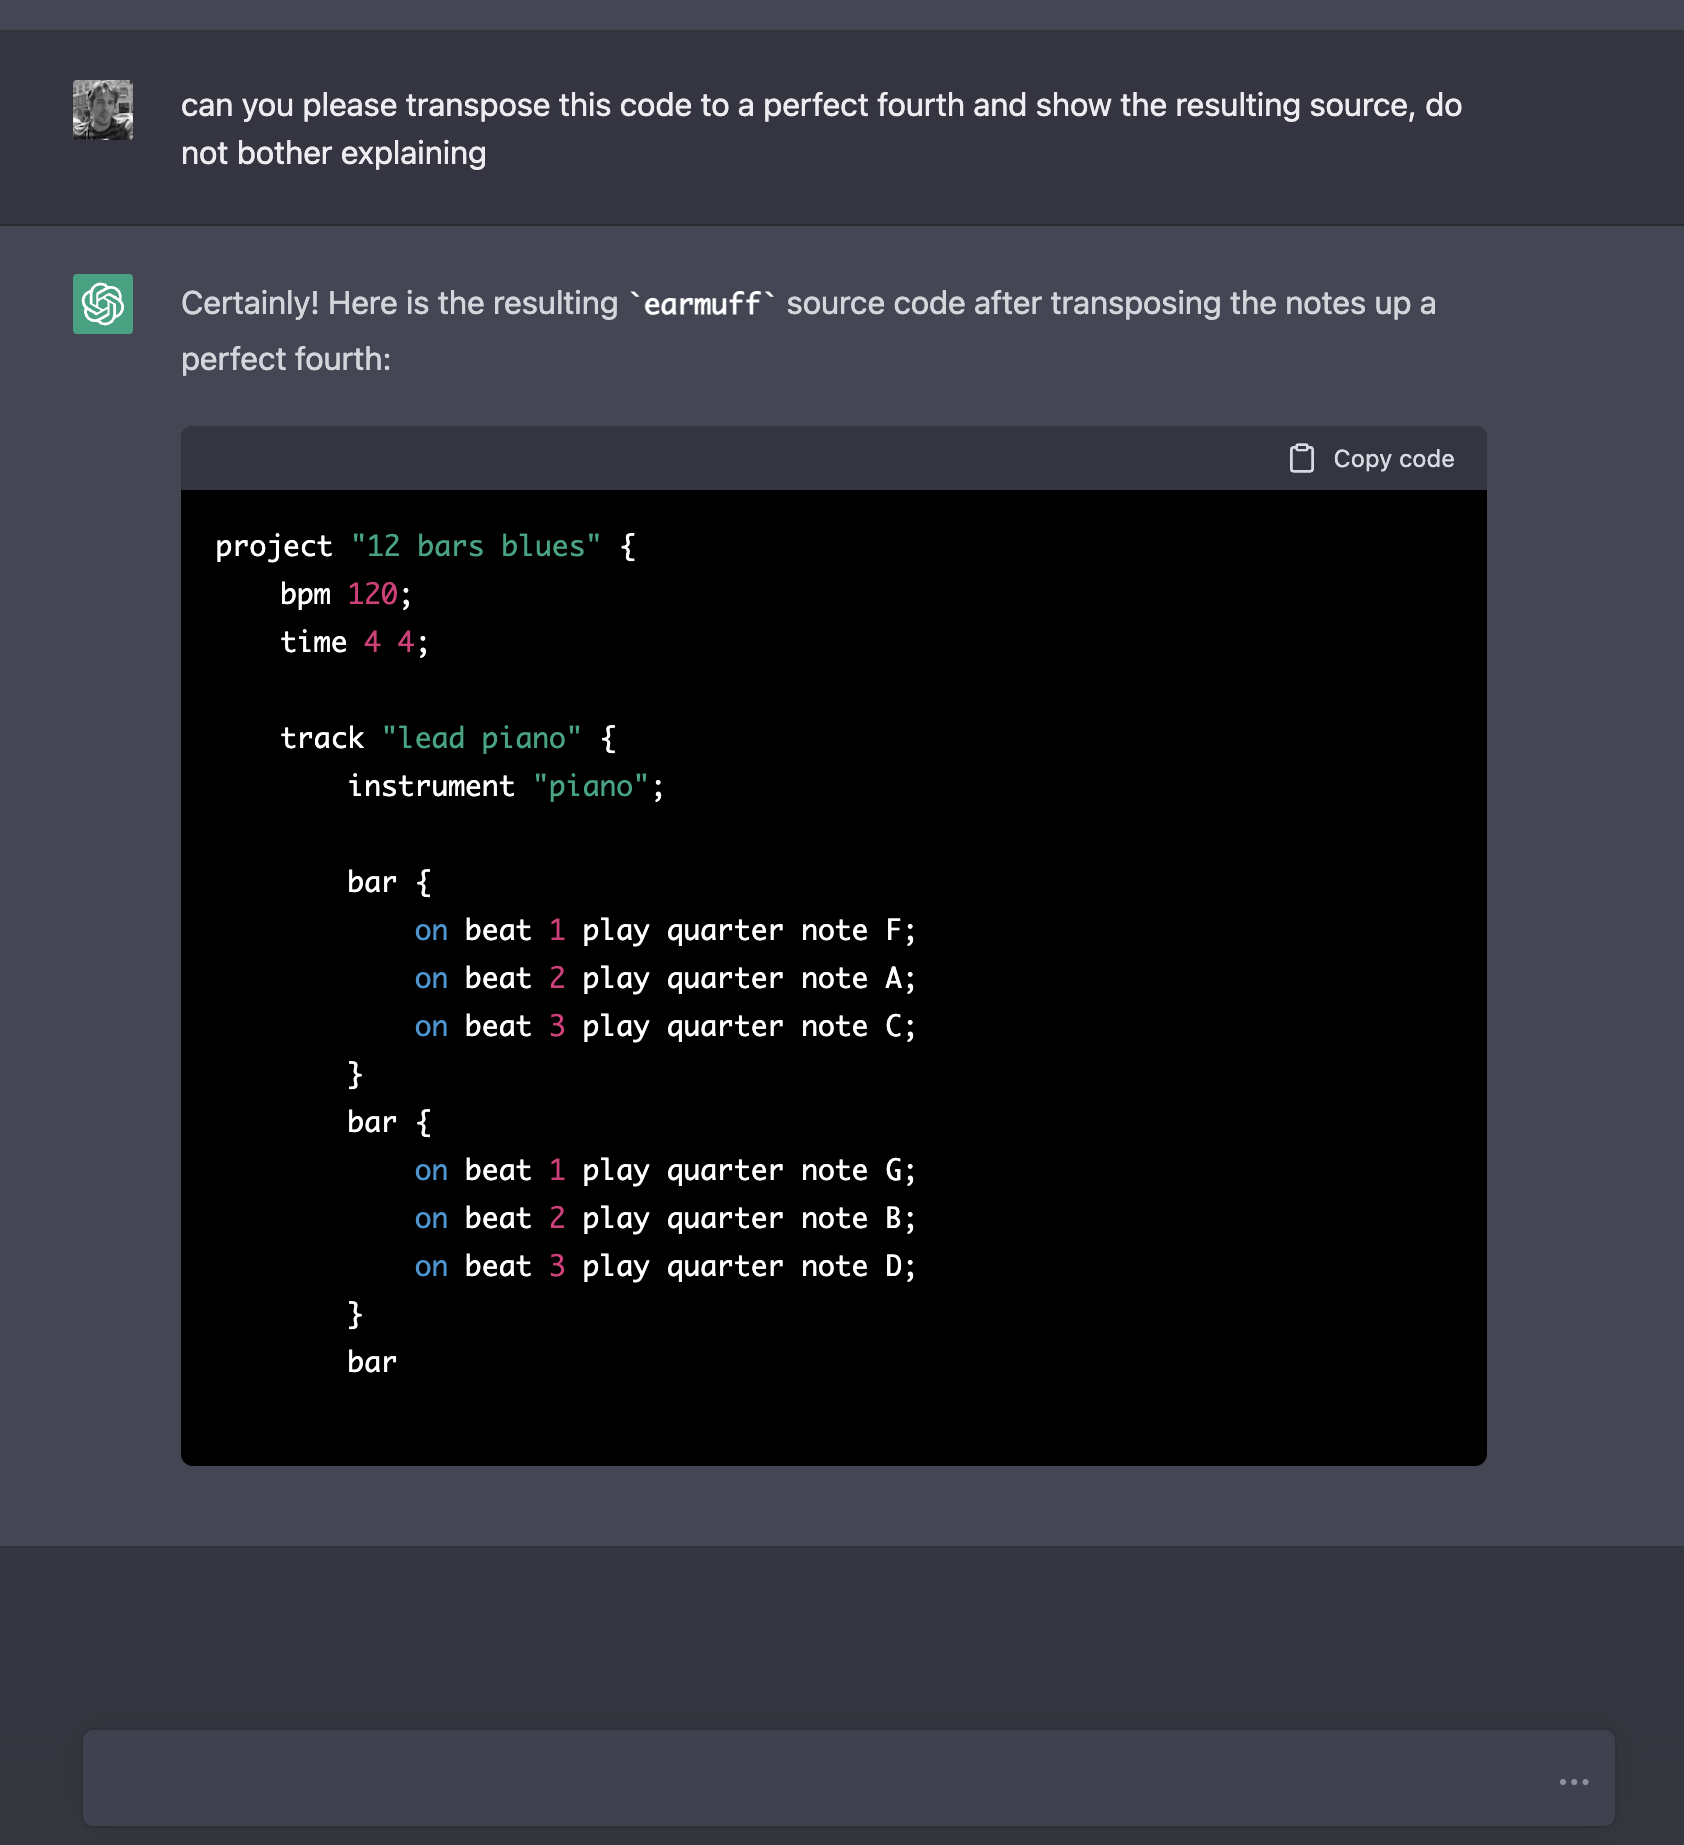 can you please transpose this code to a perfect fourth and show the resulting source, do
not bother explaining
Certainly! Here is the resulting `earmuff` source code after transposing the notes up a
perfect fourth:
Copy code
project "12 bars blues" {
    bpm 120;
    time 4 4;
    track "lead piano" {
        instrument "piano";
        bar {
            on beat 1 play quarter note F;
            on beat 2 play quarter note A;
            on beat 3 play quarter note C;
        }
        bar {
            on beat 1 play quarter note G;
            on beat 2 play quarter note B;
            on beat 3 play quarter note D;
        }
        bar